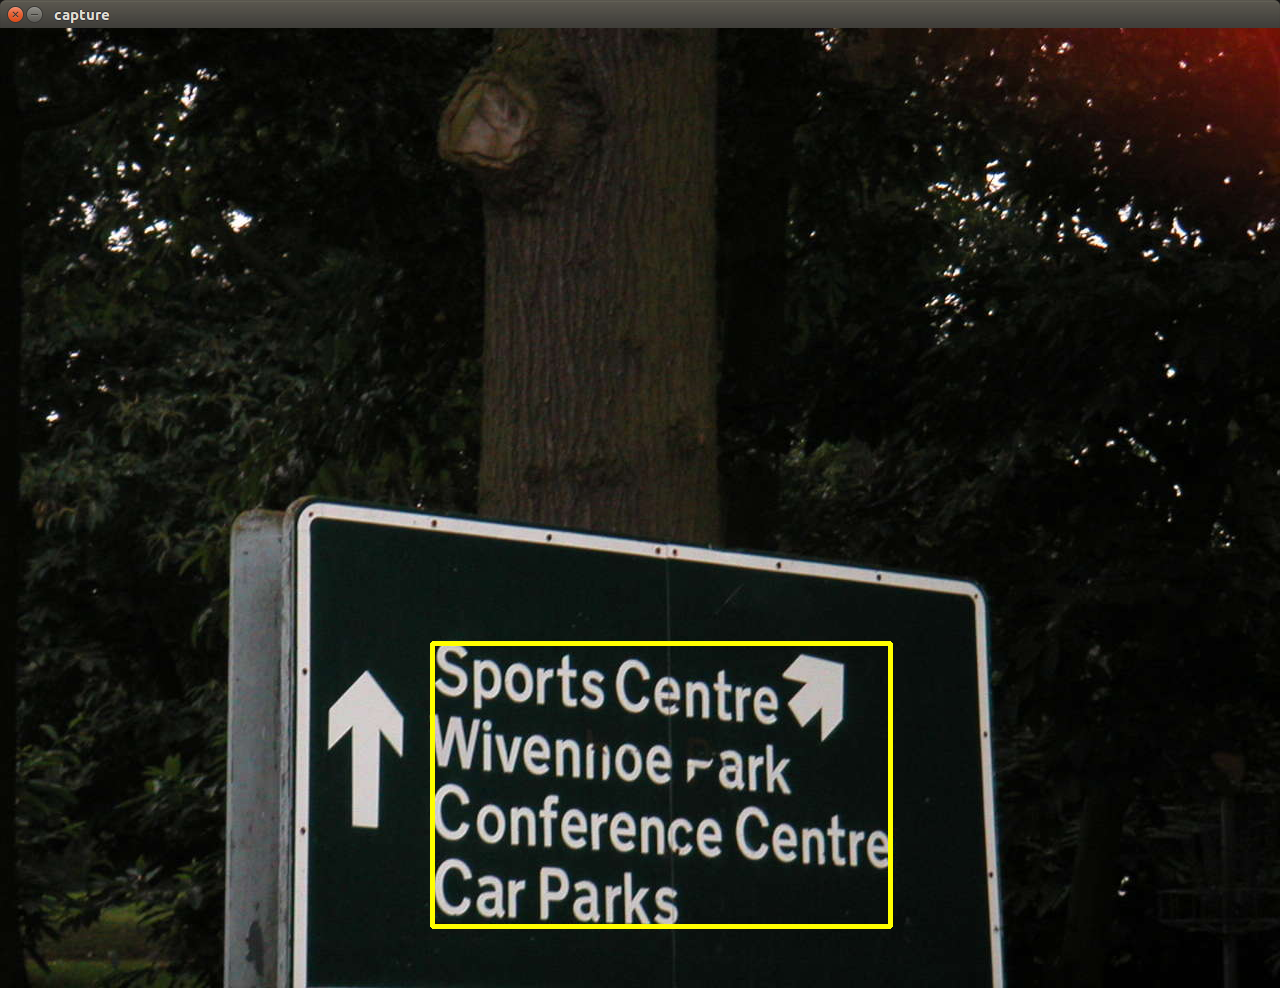 capture
Sports Centre
Wivenhoe Park
Conference Centre
Car Parks